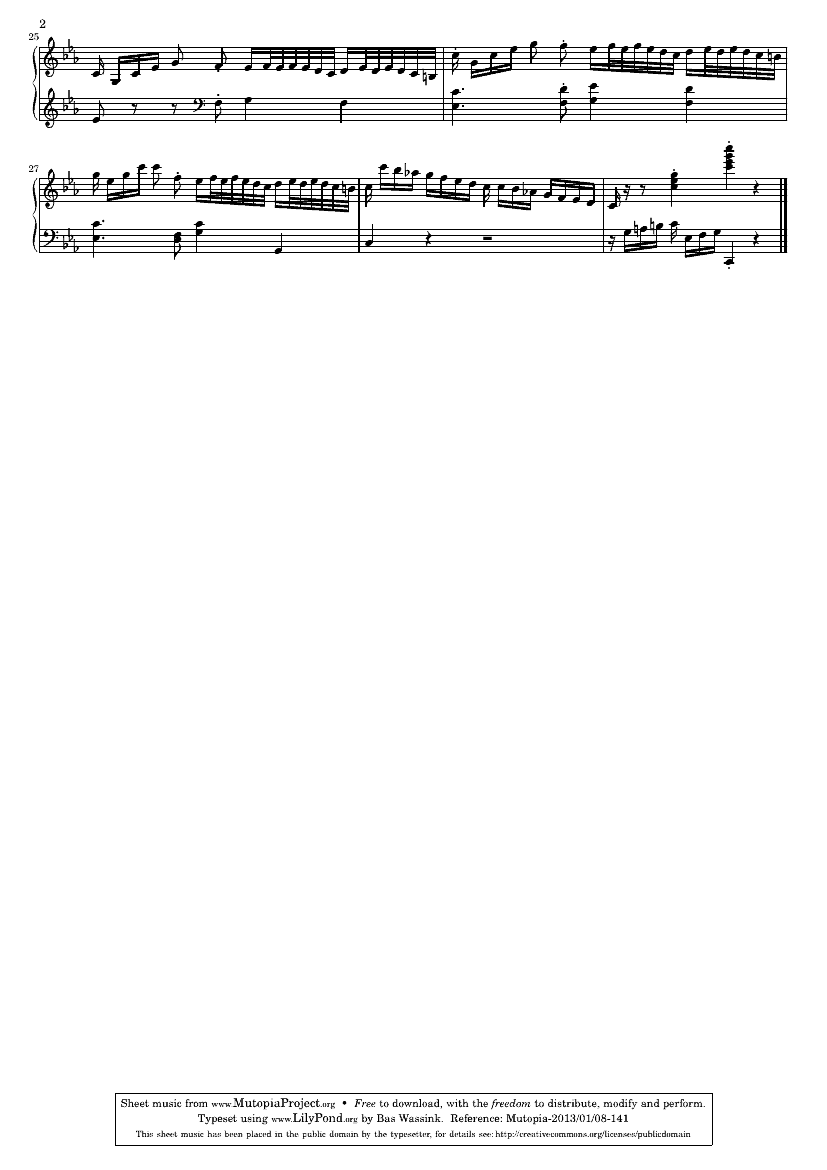 2
25
27
Sheet music from www.MutopiaProject.org • Free to download, with the freedom to distribute, modify and perform.
Typeset using www.LilyPond.org by Bas Wassink. Reference: Mutopia-2013/01/08-141
This sheet music has been placed in the public domain by the typesetter, for details see: http://creativecommons.org/licenses/publicdomain